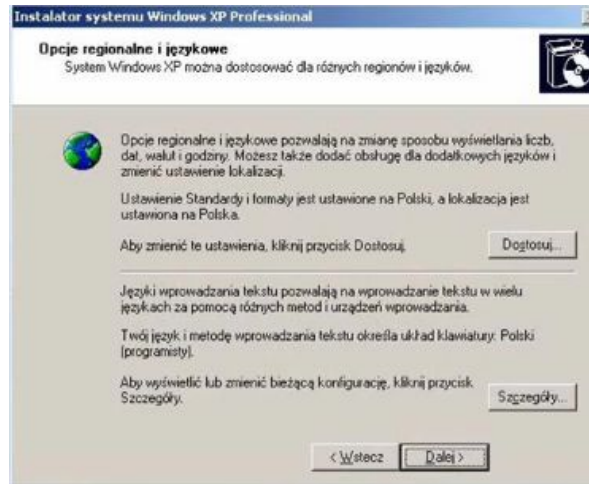 Instalator systemu Windows XP Professional
Opcje regionalne i językowe
System Windows XP można dostosować dla różnych regionów i języków.
Opcje regionalne i językowe pozwalają na zmianę sposobu wyświetlania liczb,
dat, walut i godziny. Możesz także dodać obsługę dla dodatkowych języków i
zmienić ustawienie lokalizacji.
Ustawienie Standardy i formaty jest ustawione na Polski, a lokalizacja jest
ustawiona na Polska.
Aby zmienić te ustawienia, kliknij przycisk Dostosuj.
Dostosuj...
Języki wprowadzania tekstu pozwalają na wprowadzanie tekstu w wielu
językach za pomocą różnych metod i urządzeń wprowadzania.
Twój język i metodę wprowadzania tekstu określa układ klawiatury: Polski
(programisty).
Aby wyświetlić lub zmienić bieżącą konfigurację, kliknij przycisk
Szczegóły.
Szczegóły...
< Wstecz
Dalej >